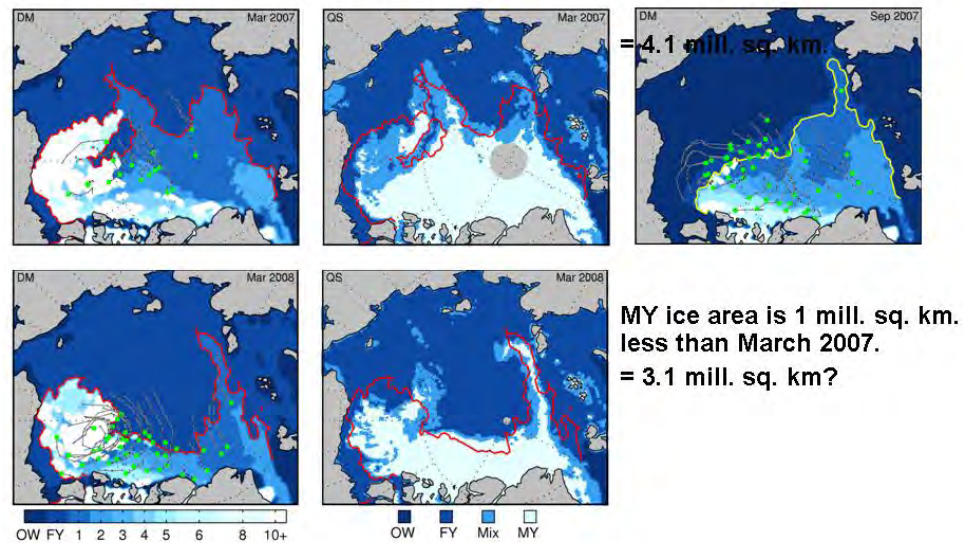 DM Mar 2007
QS Mar 2007
DM Sep 2007
= 4.1 mill. sq. km.
DM Mar 2008
QS Mar 2008
MY ice area is 1 mill. sq. km.
less than March 2007.
= 3.1 mill. sq. km?
OW FY 1 2 3 4 5 6 8 10+
OW FY Mix MY